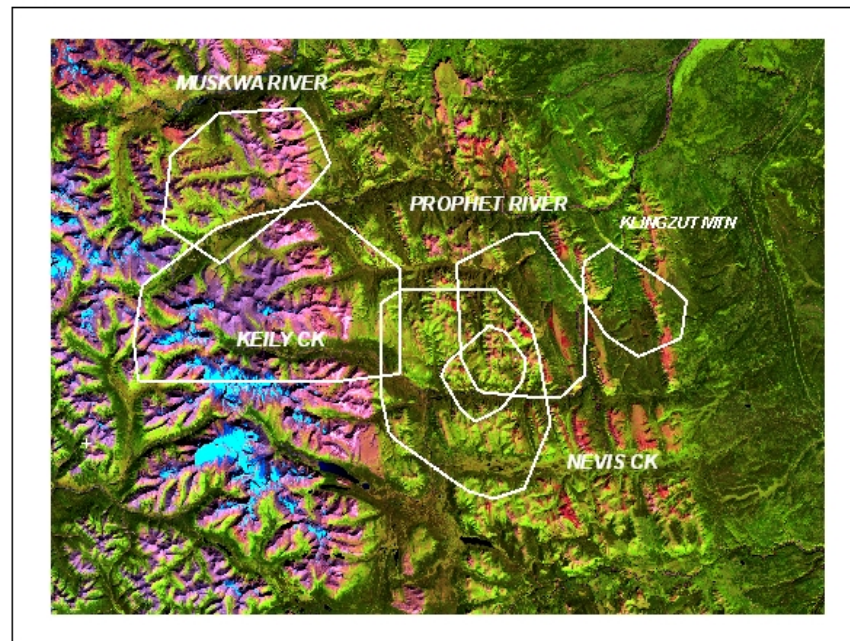 MUSKWA RIVER
PROPHET RIVER
KLINGZUT MTN
KEILY CK
NEVIS CK